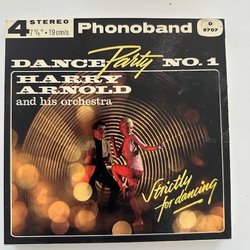 4 STEREO
7 ½" • 19 cm/s
Phonoband
D
5797
DANCE Party NO. 1
HARRY
ARNOLD
and his orchestra
Strictly
for dancing